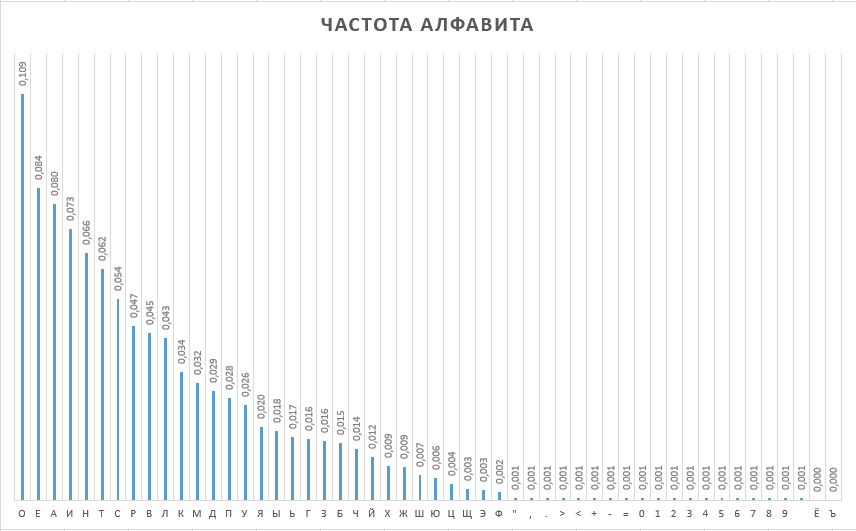 ЧАСТОТА АЛФАВИТА
0,109 0,084 0,080 0,073 0,066 0,062 0,054 0,047 0,045 0,043 0,034 0,032 0,029 0,028 0,026 0,020 0,018 0,017 0,016 0,016 0,015 0,014 0,012 0,009 0,009 0,007 0,006 0,004 0,003 0,003 0,002 0,001 0,001 0,001 0,001 0,001 0,001 0,001 0,001 0,001 0,001 0,001 0,001 0,001 0,001 0,001 0,001 0,001 0,001 0,001 0,000 0,000
О Е А И Н Т С Р В Л К М Д П У Я Ы Ь Г З Б Ч Й Х Ж Ш Ю Ц Щ Э Ф " , . > < + - = 0 1 2 3 4 5 6 7 8 9 Ё Ъ